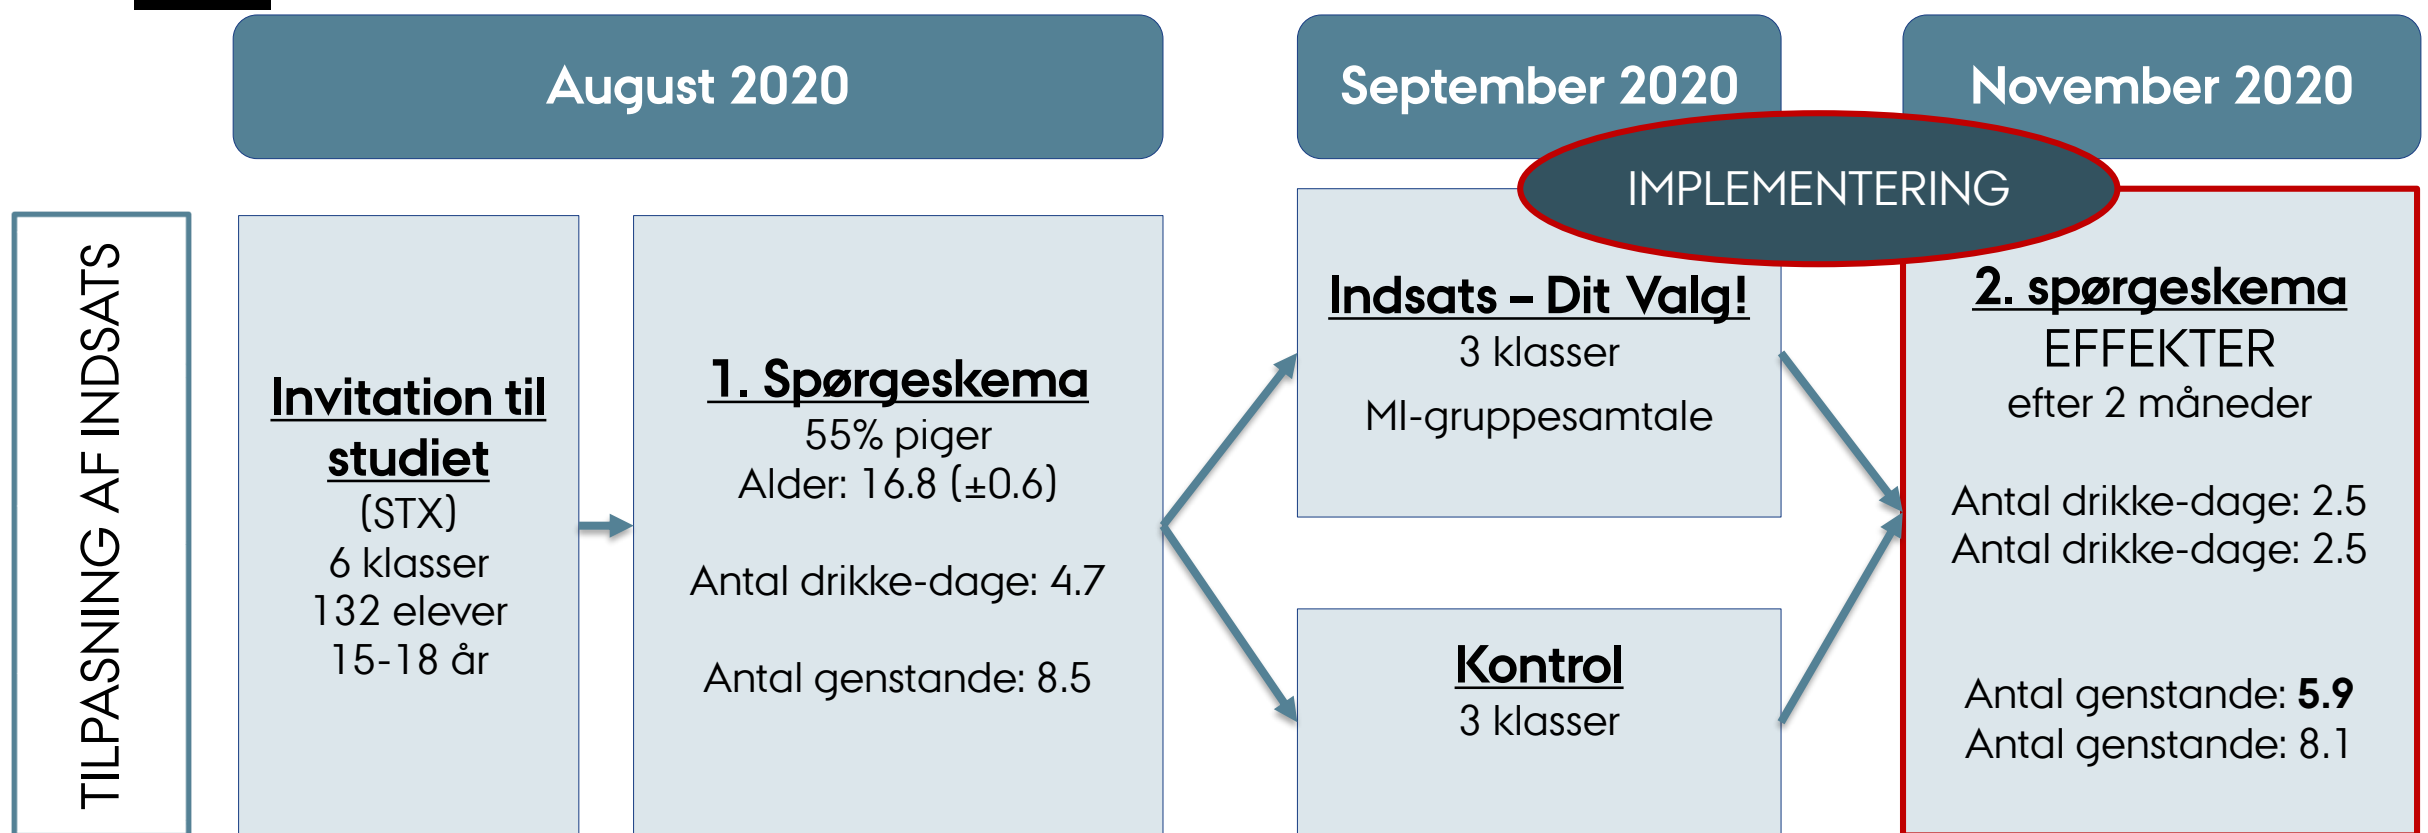 August 2020
September 2020
November 2020
IMPLEMENTERING
TILPASNING AF INDSATS
Invitation til
studiet
(STX)
6 klasser
132 elever
15-18 år
1. Spørgeskema
55% piger
Alder: 16.8 (±0.6)
Antal drikke-dage: 4.7
Antal genstande: 8.5
Indsats – Dit Valg!
3 klasser
MI-gruppesamtale
Kontrol
3 klasser
2. spørgeskema
EFFEKTER
efter 2 måneder
Antal drikke-dage: 2.5
Antal drikke-dage: 2.5
Antal genstande: 5.9
Antal genstande: 8.1